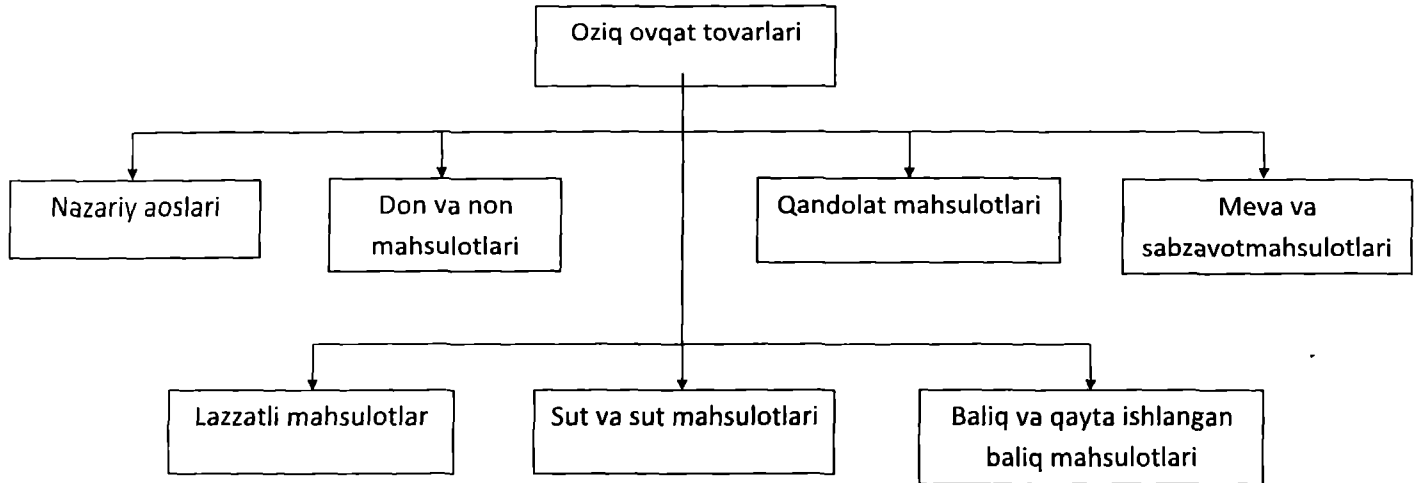 Oziq ovqat tovarlari
Nazariy aoslari
Don va non
mahsulotlari
Qandolat mahsulotlari
Meva va
sabzavotmahsulotlari
Lazzatli mahsulotlar
Sut va sut mahsulotlari
Baliq va qayta ishlangan
baliq mahsulotlari